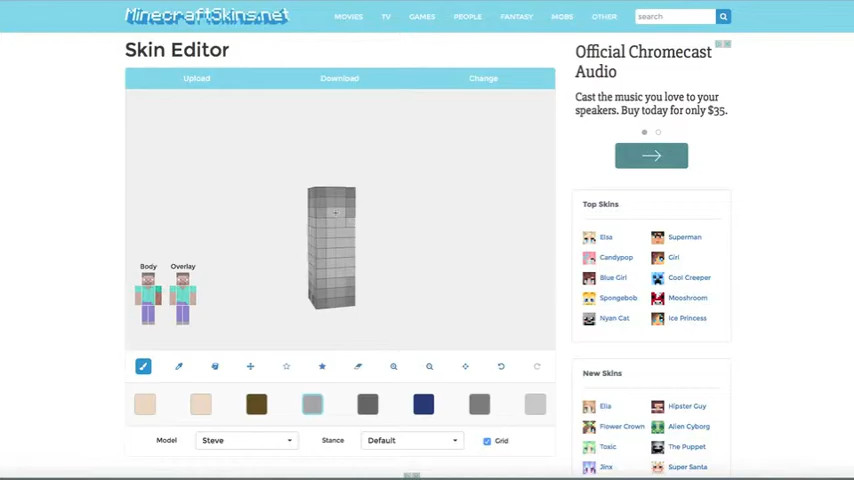 MinecraftSkins.net
MOVIES TV GAMES PEOPLE FANTASY MOBS OTHER
search
Skin Editor
Upload Download Change
Body Overlay
Model Steve Stance Default Grid
Official Chromecast
Audio
Cast the music you love to your
speakers. Buy today for only $35.
Top Skins
Elsa Superman
Candypop Girl
Blue Girl Cool Creeper
Spongebob Mooshroom
Nyan Cat Ice Princess
New Skins
Elia Hipster Guy
Flower Crown Alien Cyborg
Toxic The Puppet
Jinx Super Santa